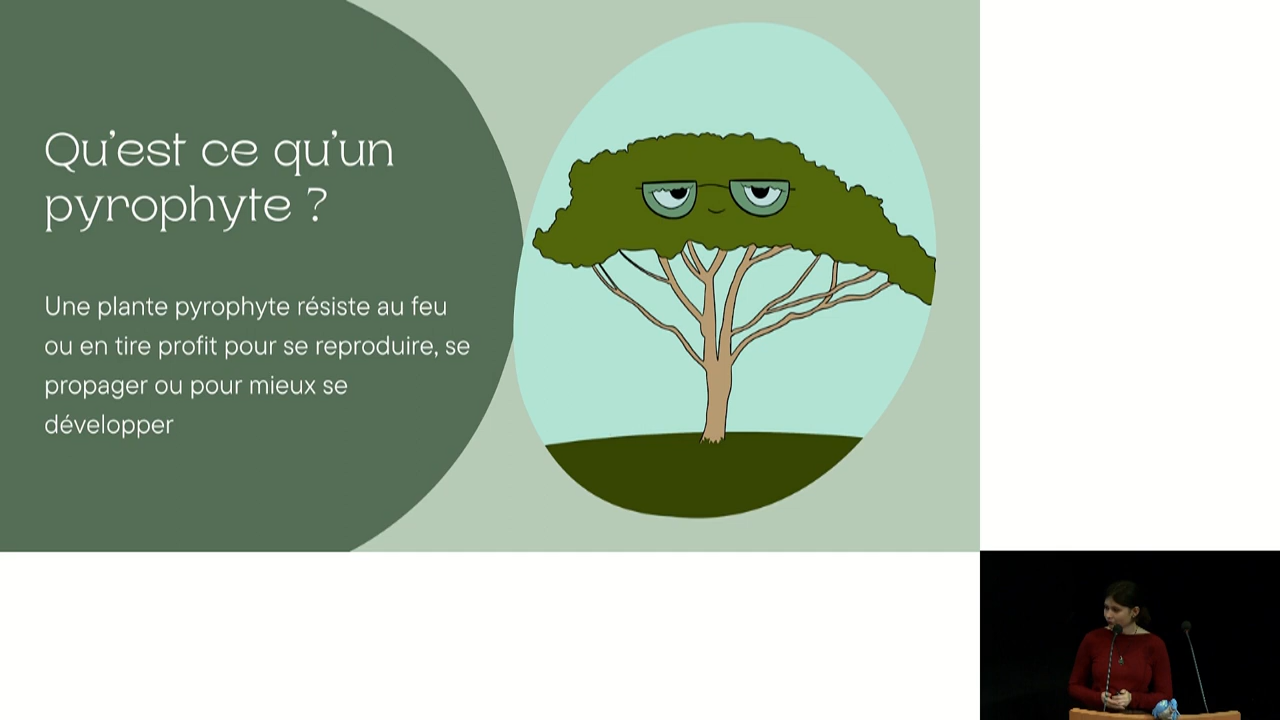 Qu'est ce qu'un
pyrophyte ?
Une plante pyrophyte résiste au feu
ou en tire profit pour se reproduire, se
propager ou pour mieux se
développer